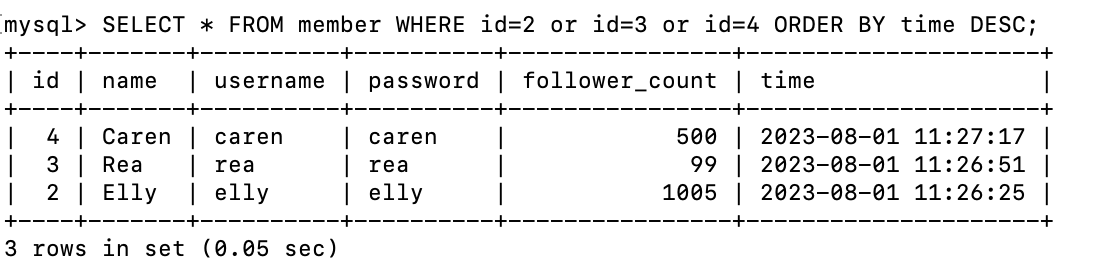 mysql> SELECT * FROM member WHERE id=2 or id=3 or id=4 ORDER BY time DESC;
+----+-------+----------+----------+----------------+---------------------+
| id | name  | username | password | follower_count | time                |
+----+-------+----------+----------+----------------+---------------------+
|  4 | Caren | caren    | caren    |            500 | 2023-08-01 11:27:17 |
|  3 | Rea   | rea      | rea      |             99 | 2023-08-01 11:26:51 |
|  2 | Elly  | elly     | elly     |           1005 | 2023-08-01 11:26:25 |
+----+-------+----------+----------+----------------+---------------------+
3 rows in set (0.05 sec)